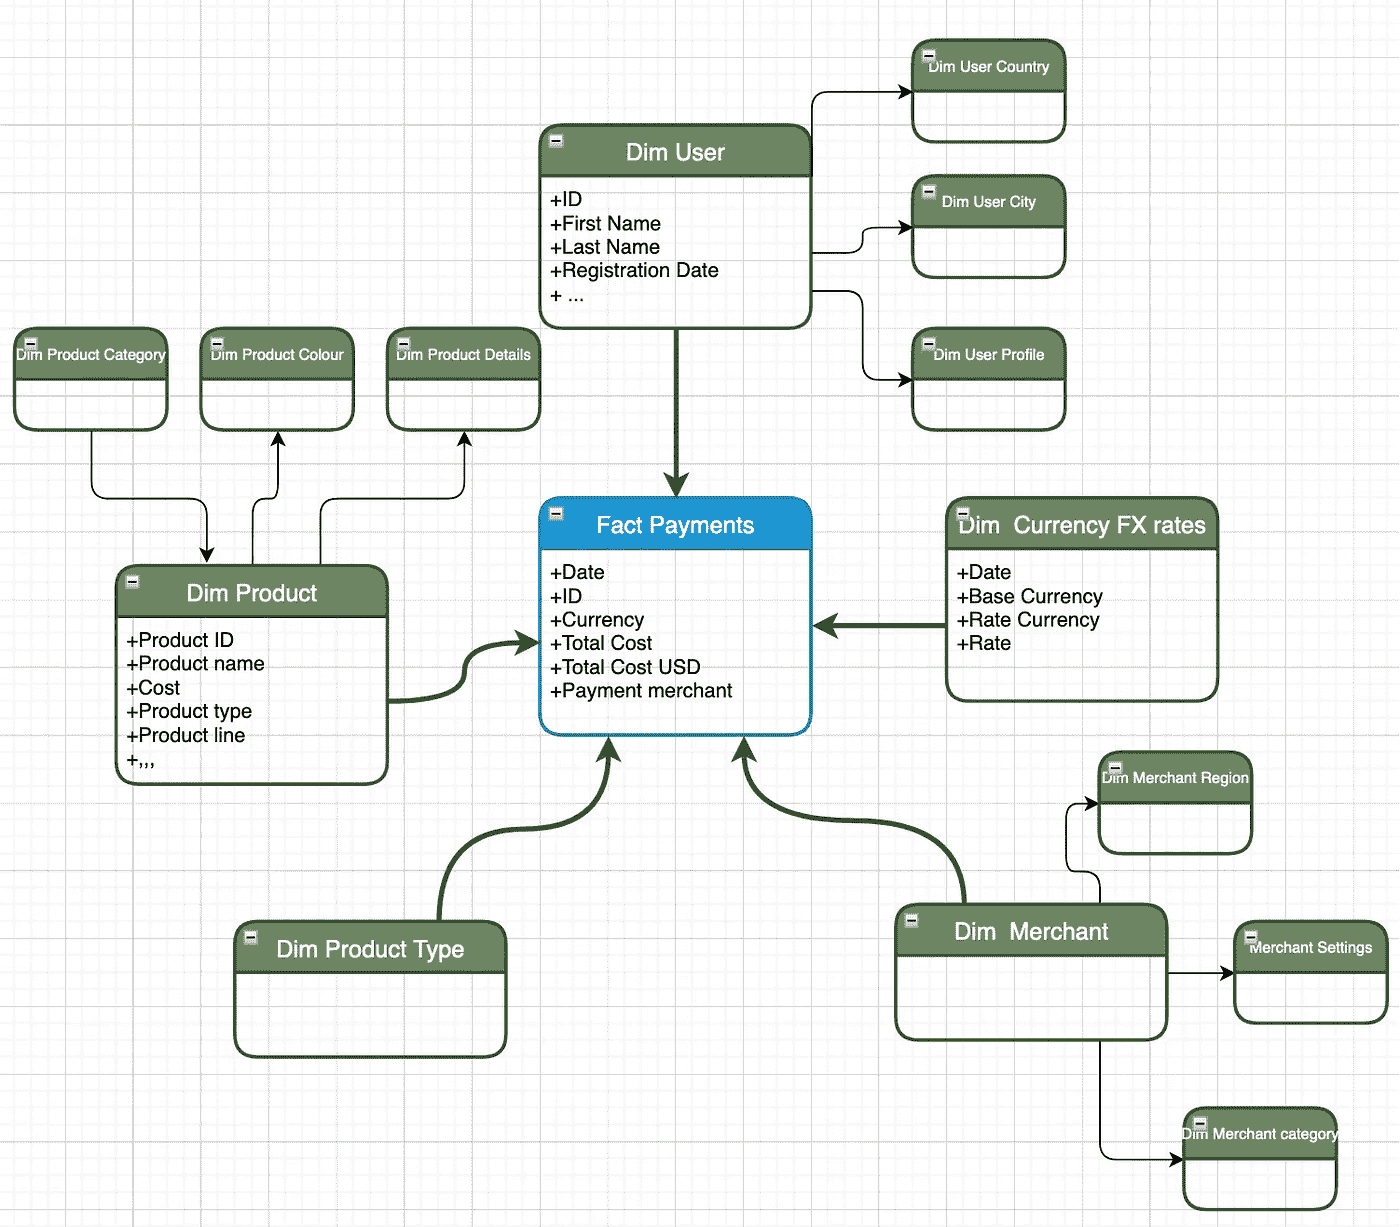 Dim User Country
Dim User
+ID
+First Name
+Last Name
+Registration Date
+ ...
Dim User City
Dim User Profile
Dim Product Category
Dim Product Colour
Dim Product Details
Dim Product
+Product ID
+Product name
+Cost
+Product type
+Product line
+,,,
Fact Payments
+Date
+ID
+Currency
+Total Cost
+Total Cost USD
+Payment merchant
Dim  Currency FX rates
+Date
+Base Currency
+Rate Currency
+Rate
Dim Merchant Region
Dim Product Type
Dim  Merchant
Merchant Settings
Dim Merchant category